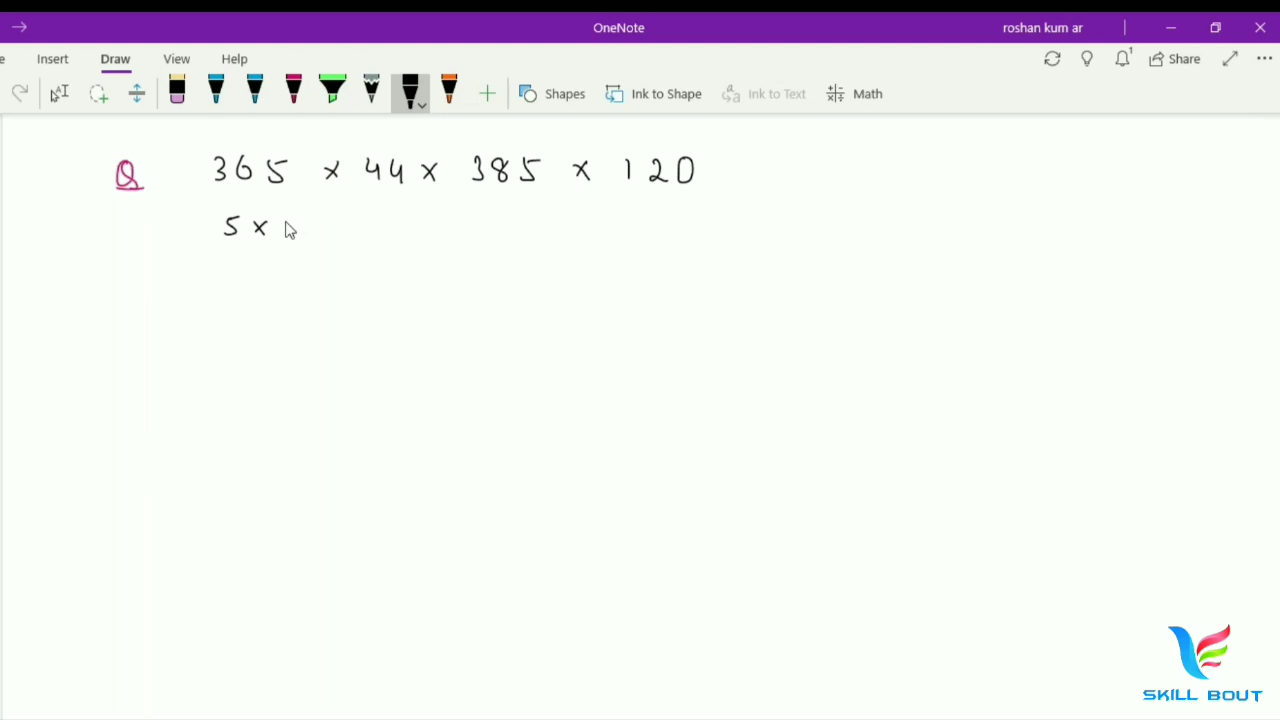 OneNote
roshan kum ar
e Insert Draw View Help
1 Share
Shapes Ink to Shape Ink to Text Math
Q 365 × 44 × 385 × 120
5 ×
SKILL BOUT